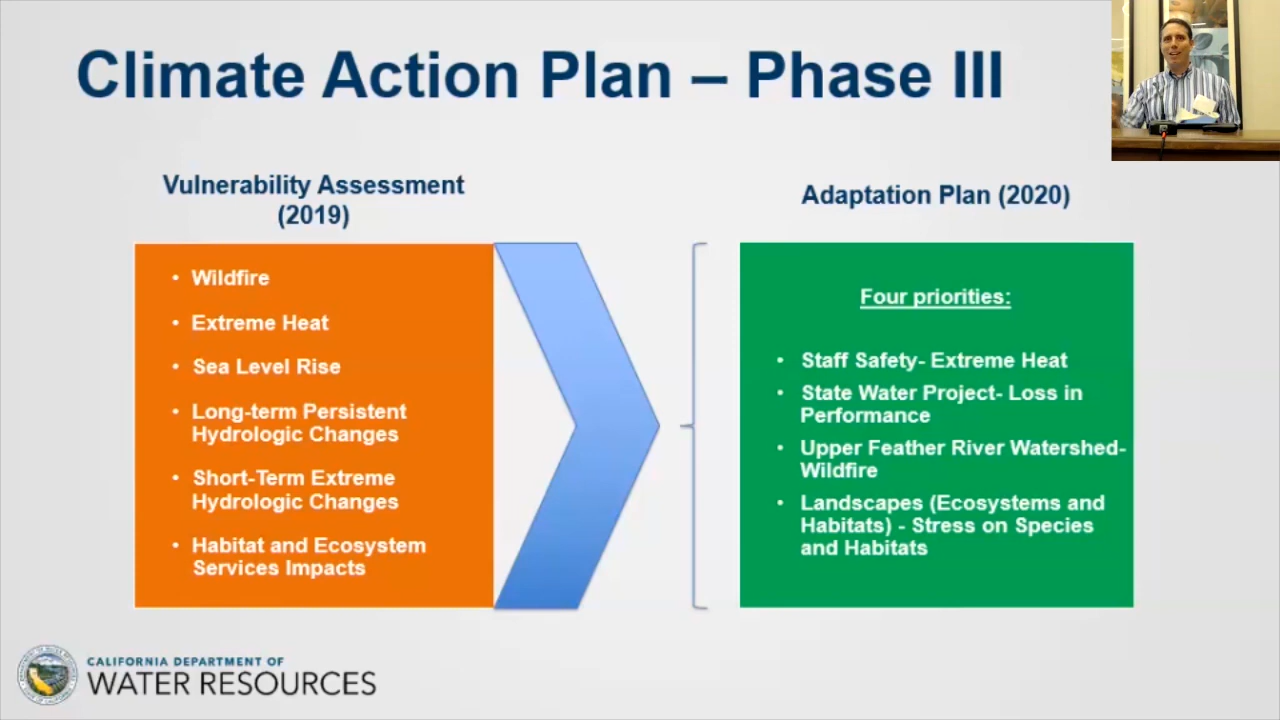 Climate Action Plan – Phase III
Vulnerability Assessment
(2019)
• Wildfire
• Extreme Heat
• Sea Level Rise
• Long-term Persistent
Hydrologic Changes
• Short-Term Extreme
Hydrologic Changes
• Habitat and Ecosystem
Services Impacts
Adaptation Plan (2020)
Four priorities:
• Staff Safety- Extreme Heat
• State Water Project- Loss in
Performance
• Upper Feather River Watershed-
Wildfire
• Landscapes (Ecosystems and
Habitats) - Stress on Species
and Habitats
CALIFORNIA DEPARTMENT OF
WATER RESOURCES